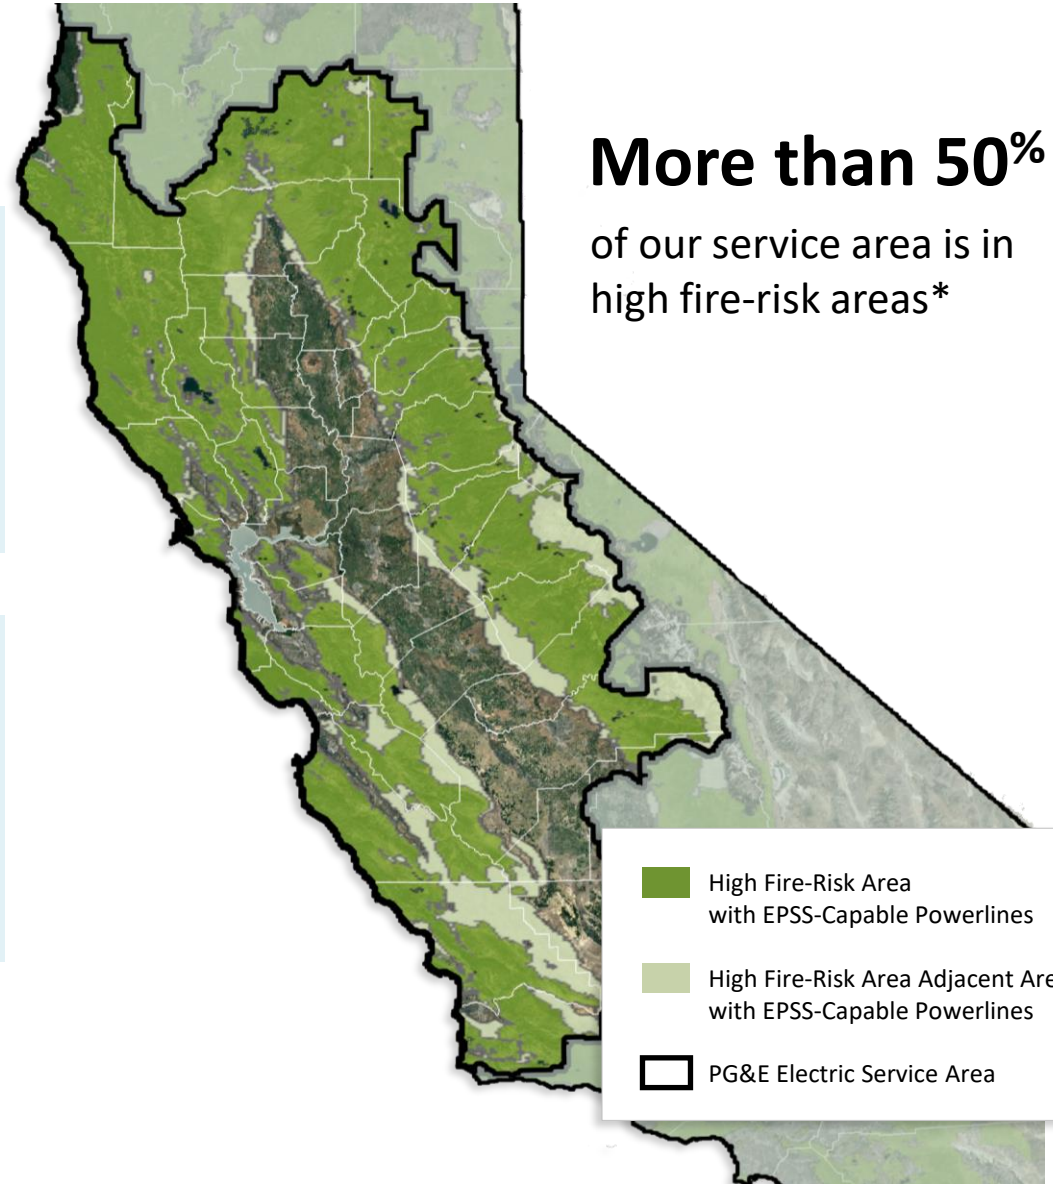 More than 50%
of our service area is in
high fire-risk areas*
High Fire-Risk Area
with EPSS-Capable Powerlines
High Fire-Risk Area Adjacent Are
with EPSS-Capable Powerlines
PG&E Electric Service Area